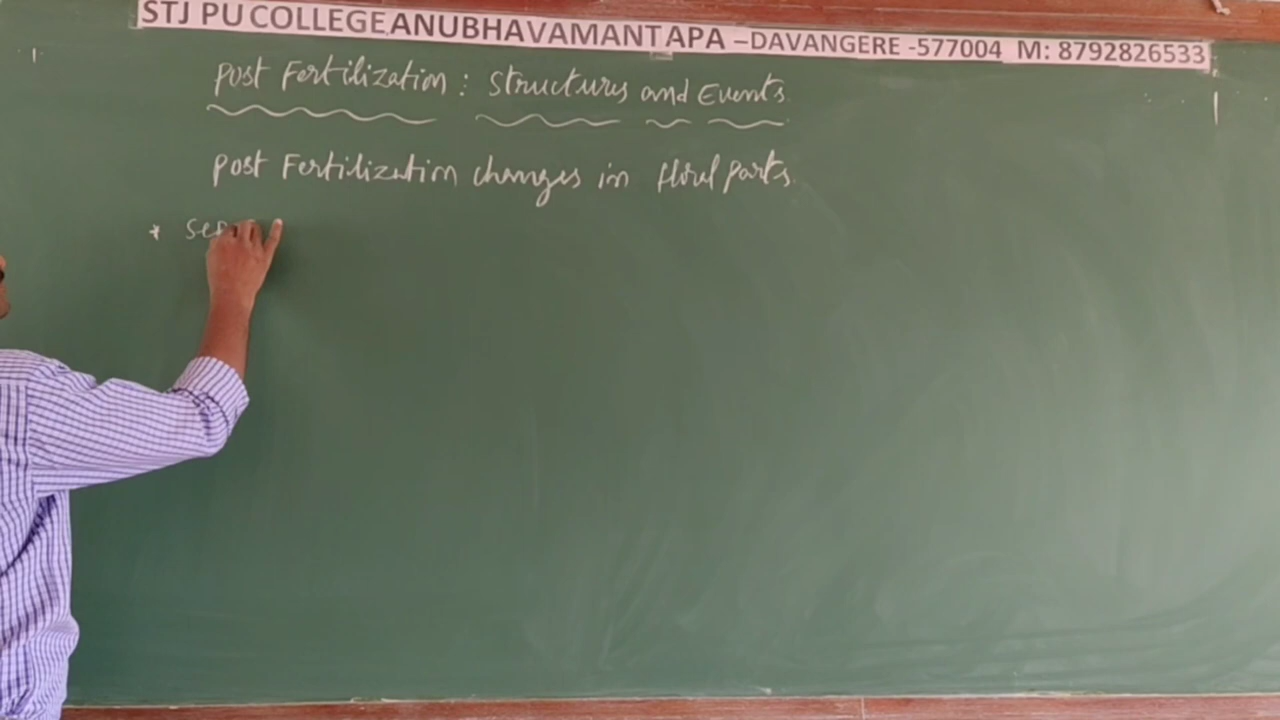 STJ PU COLLEGE ANUBHAVAMANTAPA –DAVANGERE -577004 M: 8792826533
Post Fertilization : Structures and Events.
Post Fertilization changes in floral parts.
*